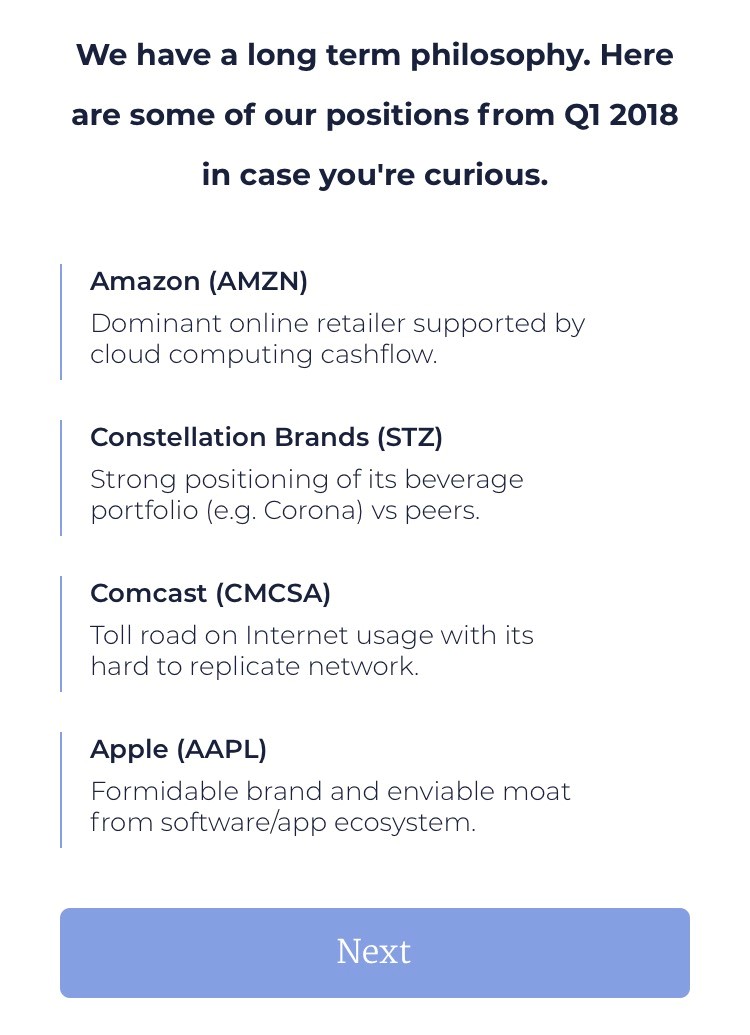 We have a long term philosophy. Here
are some of our positions from Q1 2018
in case you're curious.
Amazon (AMZN)
Dominant online retailer supported by
cloud computing cashflow.
Constellation Brands (STZ)
Strong positioning of its beverage
portfolio (e.g. Corona) vs peers.
Comcast (CMCSA)
Toll road on Internet usage with its
hard to replicate network.
Apple (AAPL)
Formidable brand and enviable moat
from software/app ecosystem.
Next